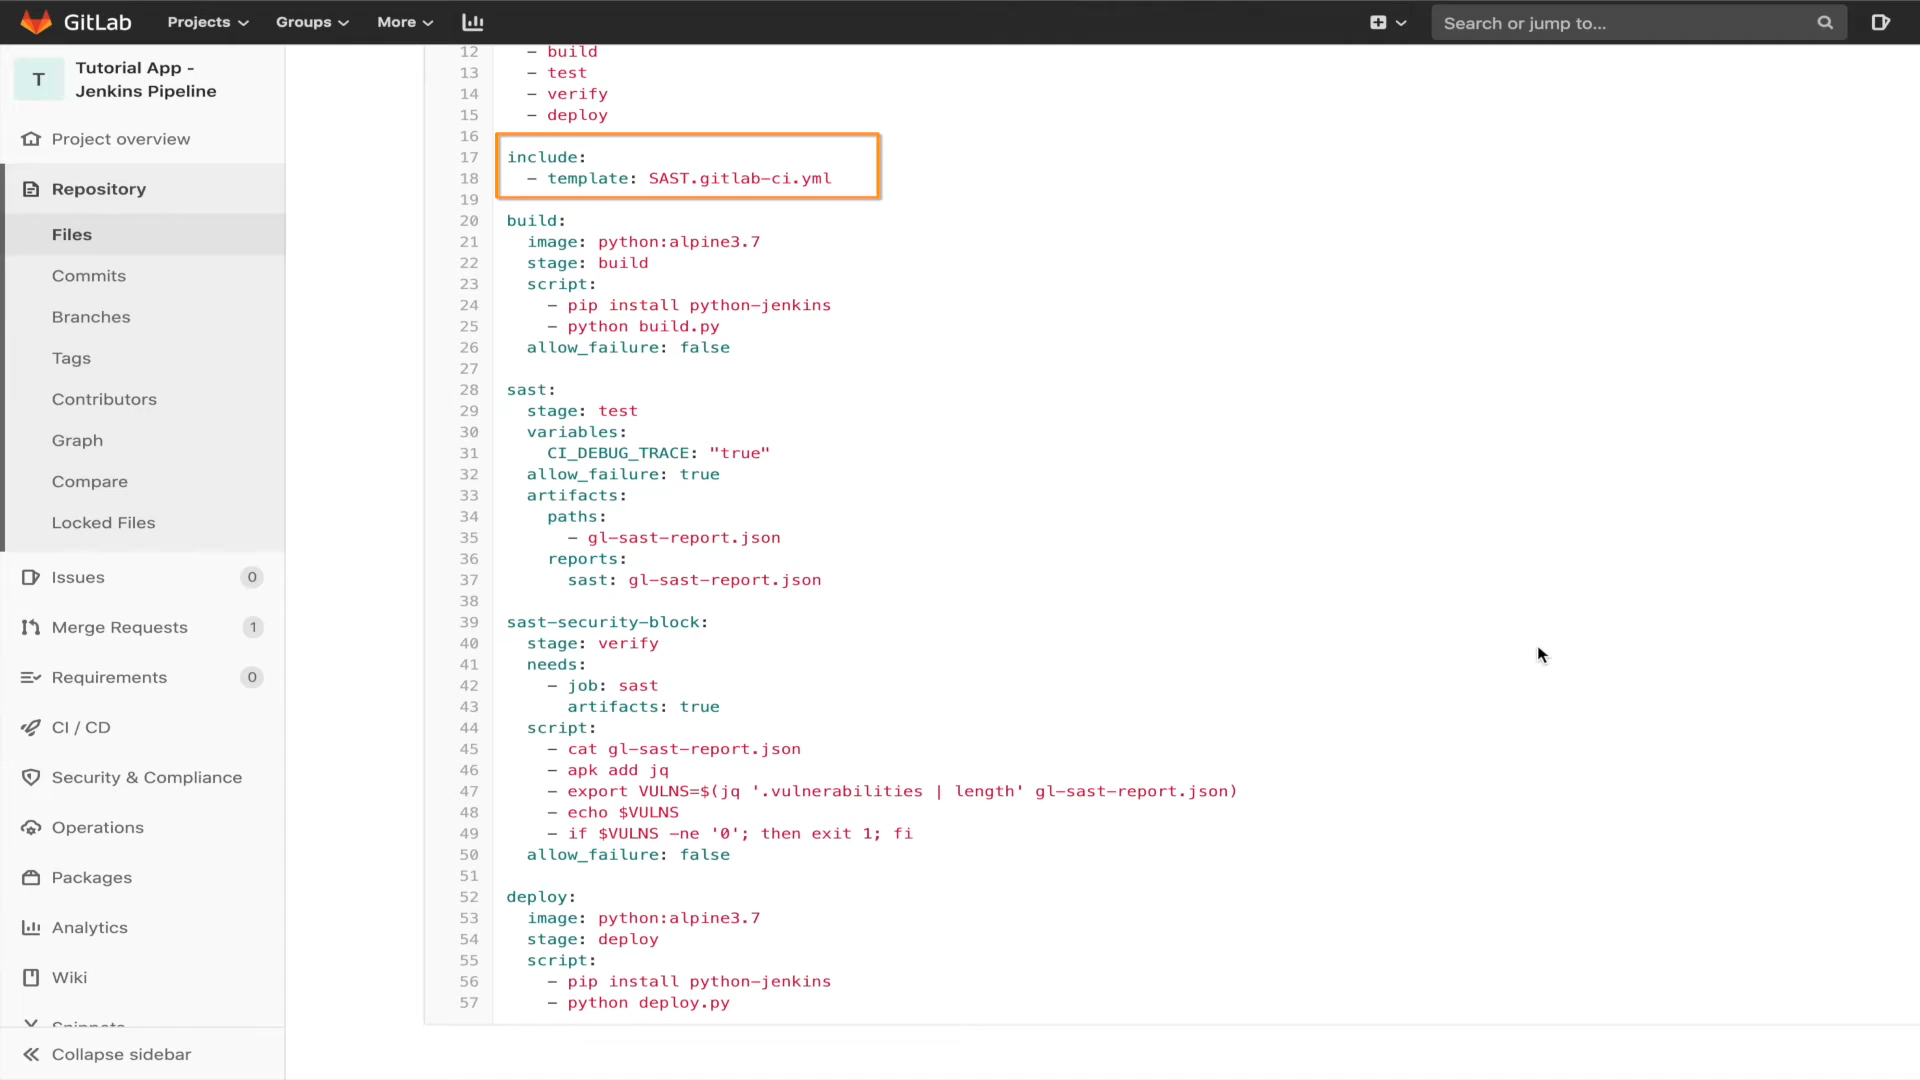 GitLab Projects Groups More Search or jump to...
T
Tutorial App -
Jenkins Pipeline
Project overview
Repository
Files
Commits
Branches
Tags
Contributors
Graph
Compare
Locked Files
Issues 0
Merge Requests 1
Requirements 0
CI / CD
Security & Compliance
Operations
Packages
Analytics
Wiki
Snippets
Collapse sidebar
12 - build
13 - test
14 - verify
15 - deploy
16
17 include:
18 - template: SAST.gitlab-ci.yml
19
20 build:
21 image: python:alpine3.7
22 stage: build
23 script:
24 - pip install python-jenkins
25 - python build.py
26 allow_failure: false
27
28 sast:
29 stage: test
30 variables:
31 CI_DEBUG_TRACE: "true"
32 allow_failure: true
33 artifacts:
34 paths:
35 - gl-sast-report.json
36 reports:
37 sast: gl-sast-report.json
38
39 sast-security-block:
40 stage: verify
41 needs:
42 - job: sast
43 artifacts: true
44 script:
45 - cat gl-sast-report.json
46 - apk add jq
47 - export VULNS=$(jq '.vulnerabilities | length' gl-sast-report.json)
48 - echo $VULNS
49 - if $VULNS -ne '0'; then exit 1; fi
50 allow_failure: false
51
52 deploy:
53 image: python:alpine3.7
54 stage: deploy
55 script:
56 - pip install python-jenkins
57 - python deploy.py